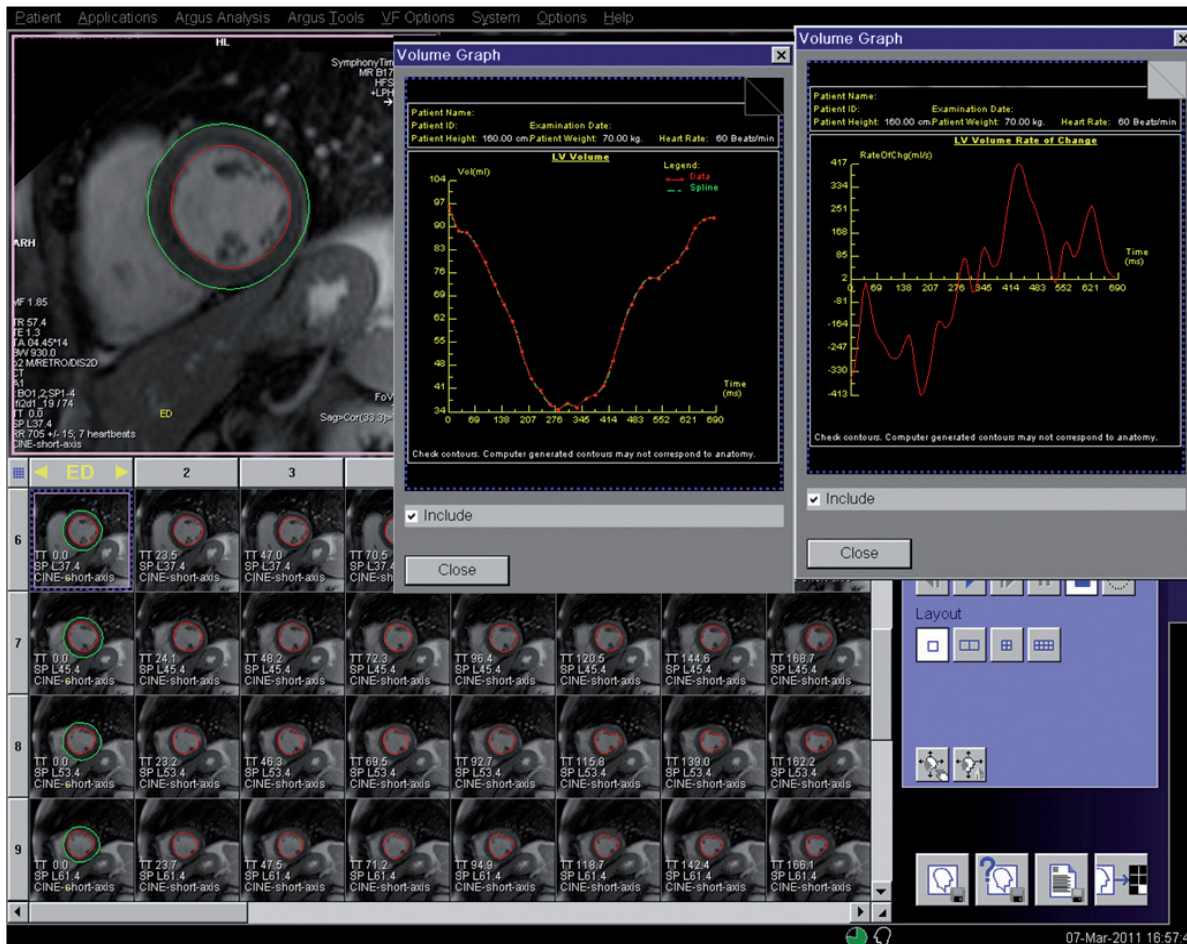 Patient Applications Argus Analysis Argus Tools VF Options System Options Help
HL
SymphonyTim
MR B17
HFS
+LPH
ARH
MF 1.85
TR 57.4
TE 1.3
TA 04.45*14
BW 930.0
p2 M/RETRO/DIS2D
CT
A1
:BO1,2;SP1-4
fi2d1_19 / 74
TT 0.0
SP L37.4
RR 705 +/- 15; 7 heartbeats
CINE-short-axis
ED
FoV
Sag>Cor(33.3)>
Volume Graph
Patient Name:
Patient ID: Examination Date:
Patient Height: 160.00 cm Patient Weight: 70.00 kg. Heart Rate: 60 Beats/min
LV Volume
Vol(ml)
Legend:
Data
Spline
104
97
90
83
76
69
62
55
48
41
34
0 69 138 207 276 345 414 483 552 621 690
Time
(ms)
Check contours. Computer generated contours may not correspond to anatomy.
Include
Close
Volume Graph
Patient Name:
Patient ID: Examination Date:
Patient Height: 160.00 cm Patient Weight: 70.00 kg. Heart Rate: 60 Beats/min
LV Volume Rate of Change
RateOfChg(ml/s)
417
334
251
168
85
2
-81
-164
-247
-330
-413
0 69 138 207 276 345 414 483 552 621 690
Time
(ms)
Check contours. Computer generated contours may not correspond to anatomy.
Include
Close
ED 2 3
6
TT 0.0 TT 23.5 TT 47.0 TT 70.5
SP L37.4 SP L37.4 SP L37.4 SP L37.4
CINE-short-axis CINE-short-axis CINE-short-axis CINE-short-axis
7
TT 0.0 TT 24.1 TT 48.2 TT 72.3 TT 96.4 TT 120.5 TT 144.6 TT 168.7
SP L45.4 SP L45.4 SP L45.4 SP L45.4 SP L45.4 SP L45.4 SP L45.4 SP L45.4
CINE-short-axis CINE-short-axis CINE-short-axis CINE-short-axis CINE-short-axis CINE-short-axis CINE-short-axis CINE-short-axis
8
TT 0.0 TT 23.2 TT 46.3 TT 69.5 TT 92.7 TT 115.8 TT 139.0 TT 162.2
SP L53.4 SP L53.4 SP L53.4 SP L53.4 SP L53.4 SP L53.4 SP L53.4 SP L53.4
CINE-short-axis CINE-short-axis CINE-short-axis CINE-short-axis CINE-short-axis CINE-short-axis CINE-short-axis CINE-short-axis
9
TT 0.0 TT 23.7 TT 47.5 TT 71.2 TT 94.9 TT 118.7 TT 142.4 TT 166.1
SP L61.4 SP L61.4 SP L61.4 SP L61.4 SP L61.4 SP L61.4 SP L61.4 SP L61.4
CINE-short-axis CINE-short-axis CINE-short-axis CINE-short-axis CINE-short-axis CINE-short-axis CINE-short-axis CINE-short-axis
Layout
07-Mar-2011 16:57:4